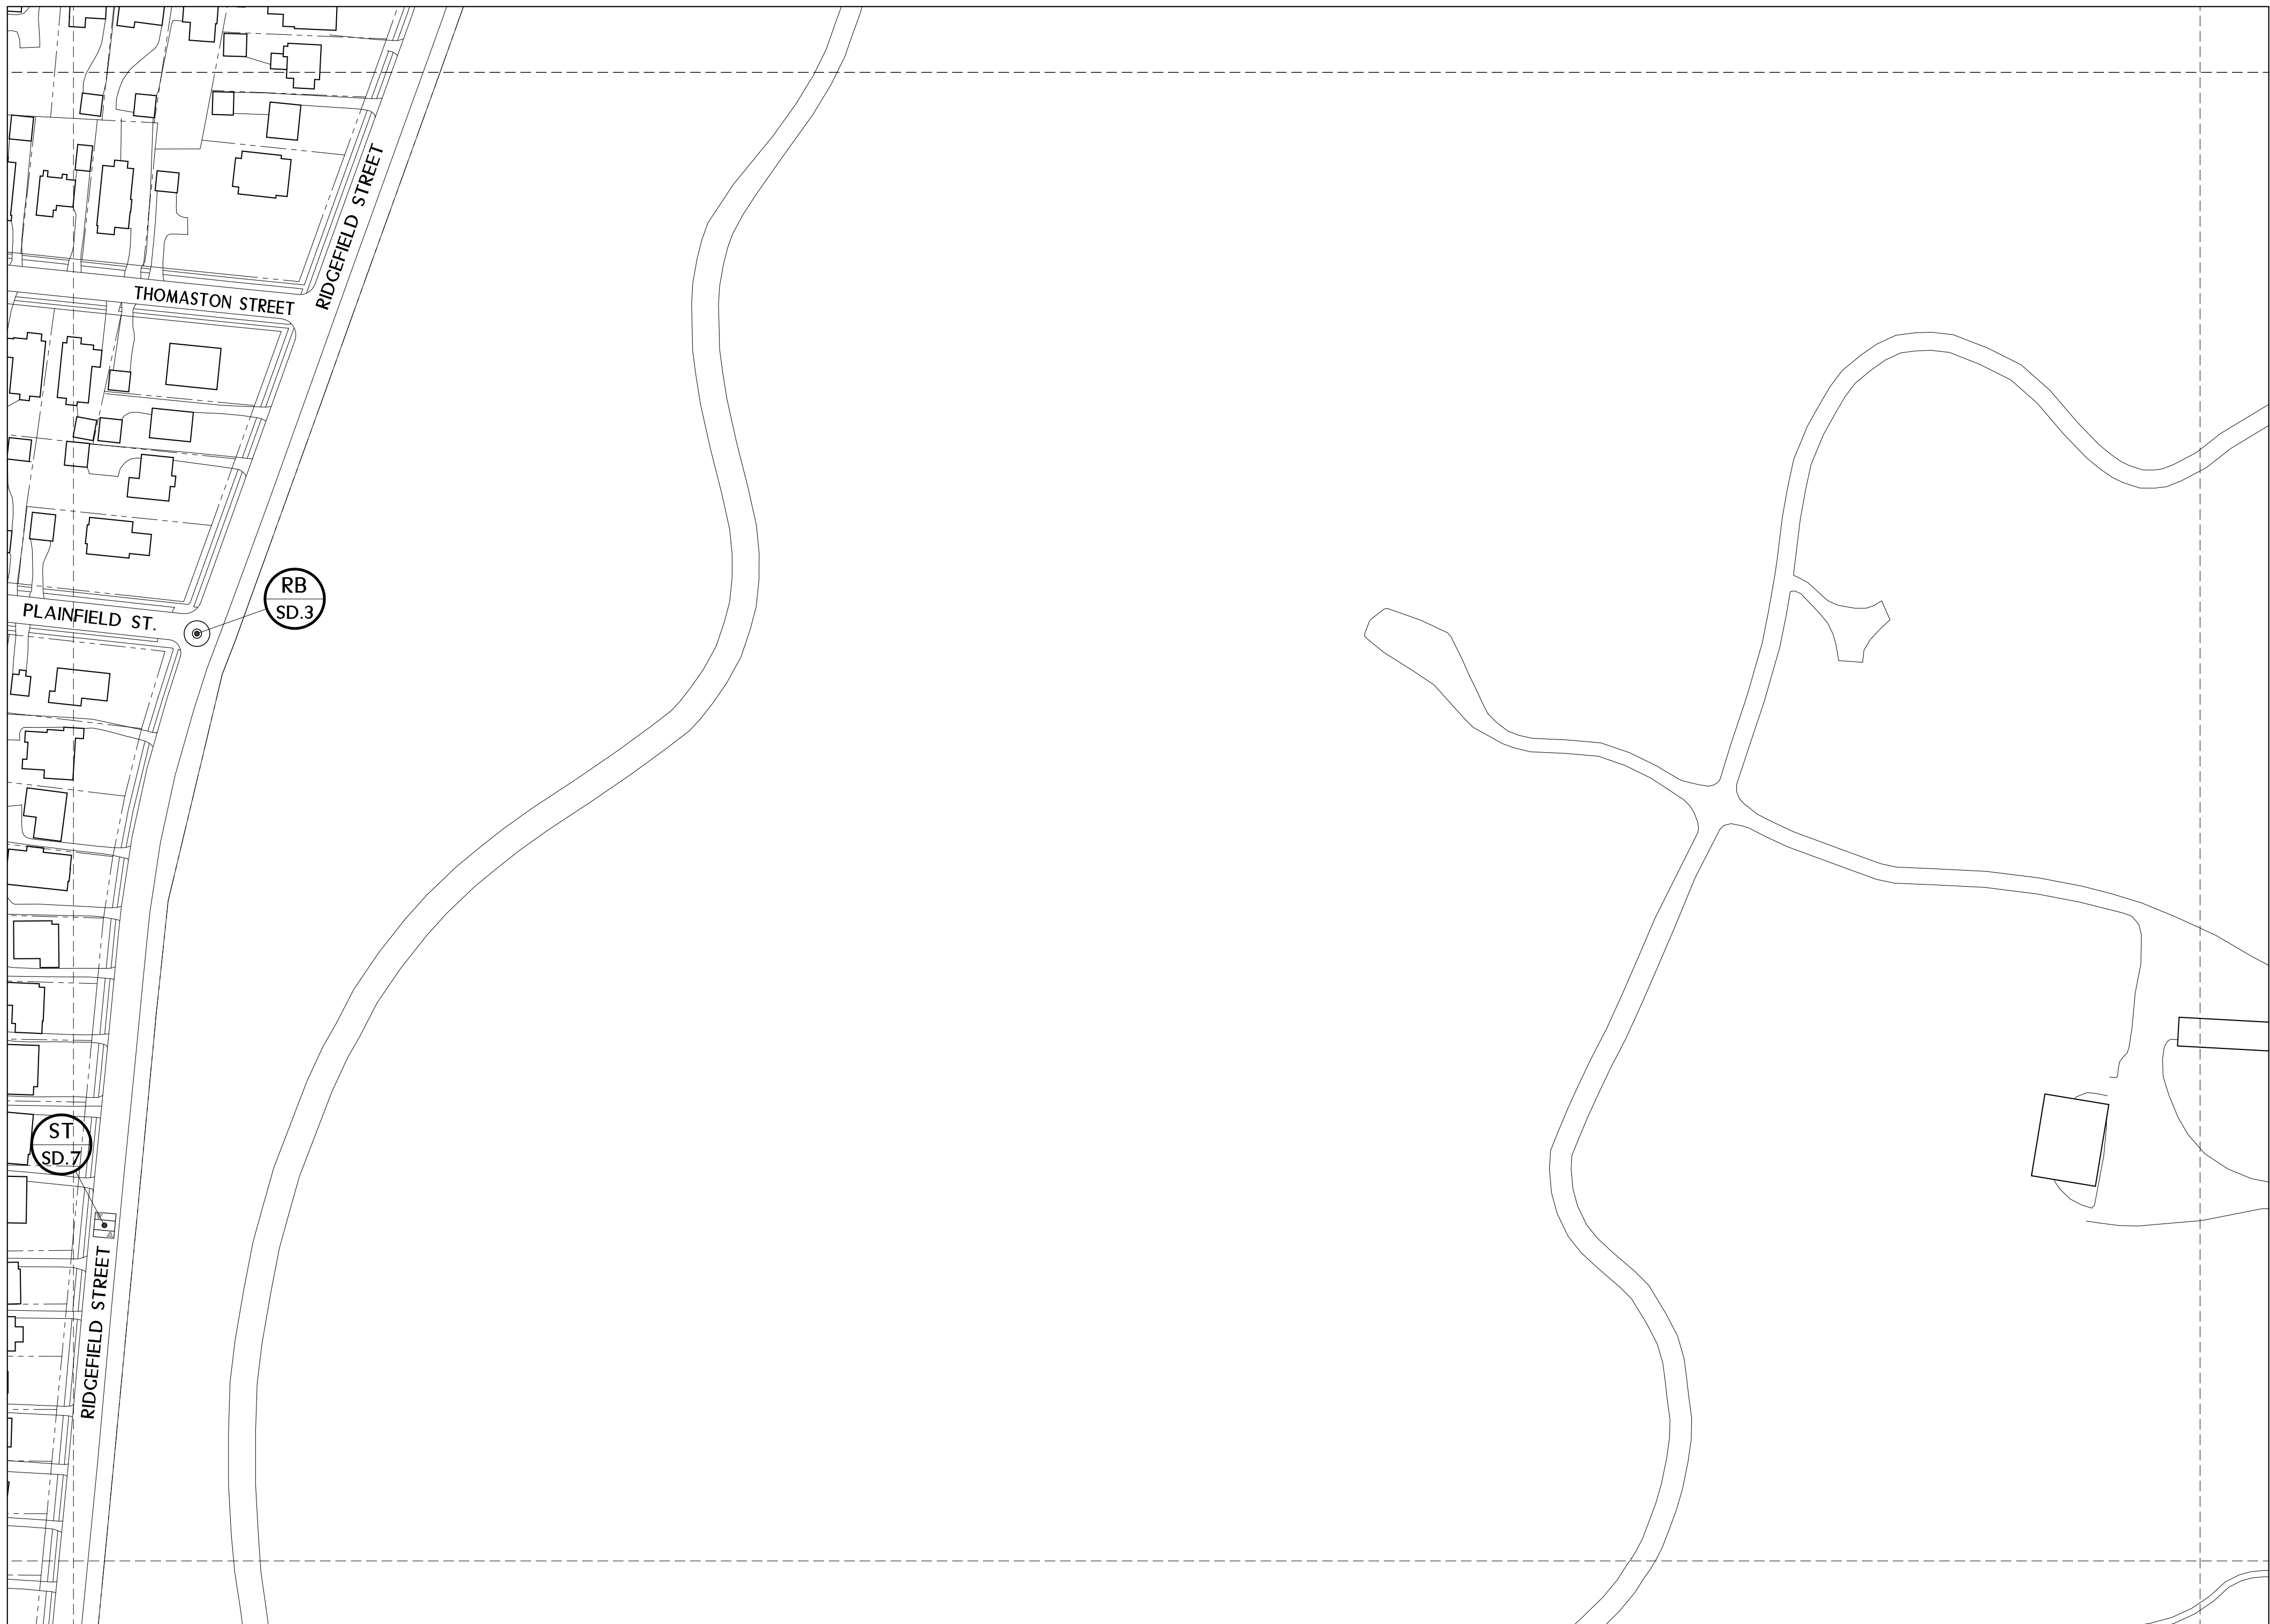 RIDGEFIELD STREET
THOMASTON STREET
RB
SD.3
PLAINFIELD ST.
ST
SD.7
RIDGEFIELD STREET